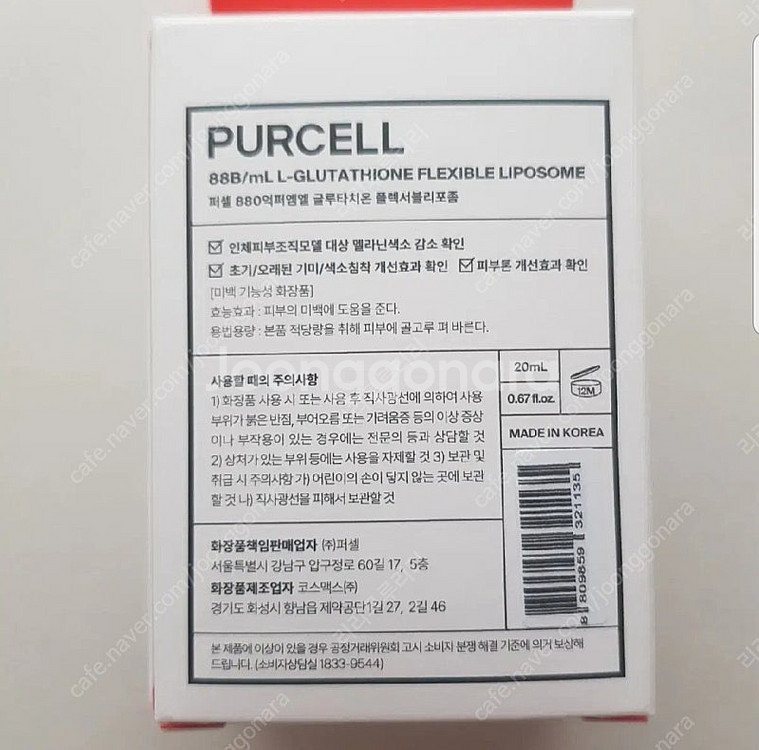 PURCELL
88B/mL L-GLUTATHIONE FLEXIBLE LIPOSOME
퍼셀 880억퍼엠엘 글루타치온 플렉서블리포좀
☑ 인체피부조직모델 대상 멜라닌색소 감소 확인
☑ 초기/오래된 기미/색소침착 개선효과 확인 ☑ 피부톤 개선효과 확인
[미백 기능성 화장품]
효능효과 : 피부의 미백에 도움을 준다.
용법용량 : 본품 적당량을 취해 피부에 골고루 펴 바른다.
Joonggonara
사용할 때의 주의사항
1) 화장품 사용 시 또는 사용 후 직사광선에 의하여 사용
부위가 붉은 반점, 부어오름 또는 가려움증 등의 이상 증상
이나 부작용이 있는 경우에는 전문의 등과 상담할 것
2) 상처가 있는 부위 등에는 사용을 자제할 것 3) 보관 및
취급 시 주의사항 가) 어린이의 손이 닿지 않는 곳에 보관
할 것 나) 직사광선을 피해서 보관할 것
20mL
0.67 fl.oz.
12M
MADE IN KOREA
8 809859 321135
화장품책임판매업자 (주)퍼셀
서울특별시 강남구 압구정로 60길 17, 5층
화장품제조업자 코스맥스(주)
경기도 화성시 향남읍 제약공단1길 27, 2길 46
본 제품에 이상이 있을 경우 공정거래위원회 고시 소비자 분쟁 해결 기준에 의거 보상해
드립니다. (소비자상담실 1833-9544)
cafe.naver.com/joonggonara